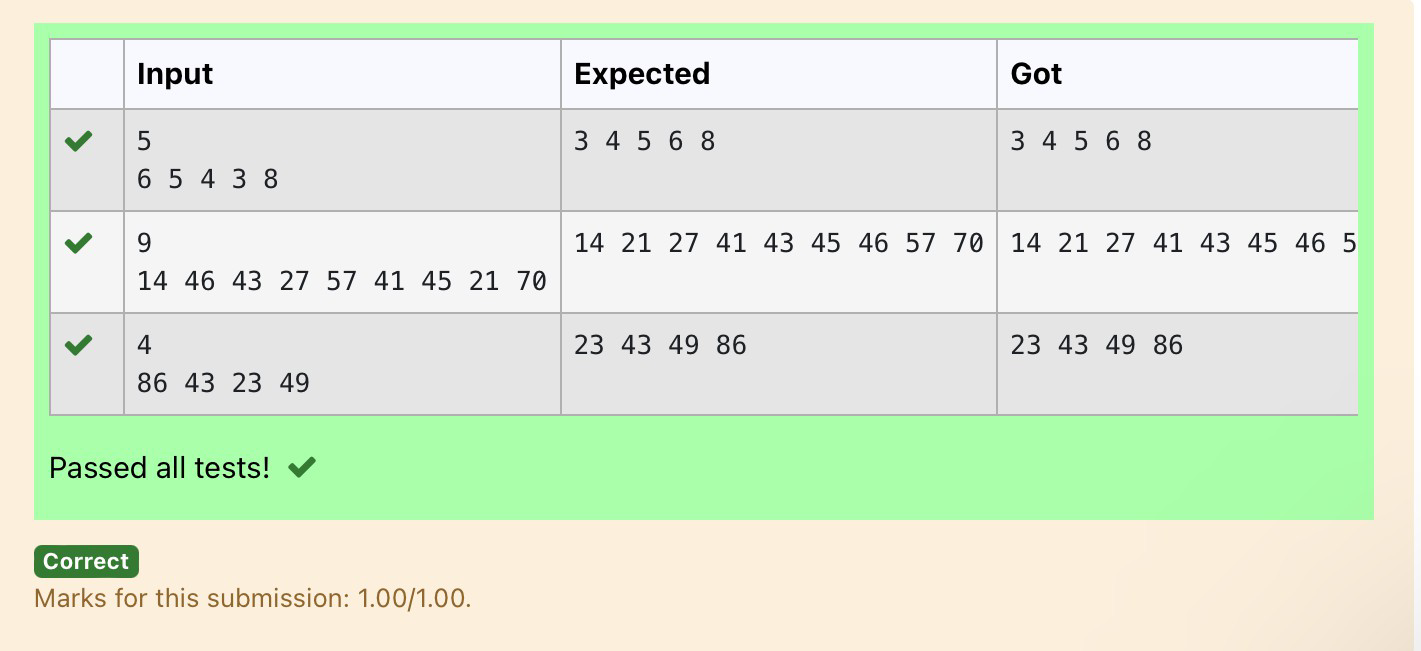 Input Expected Got
5 3 4 5 6 8 3 4 5 6 8
6 5 4 3 8
9 14 21 27 41 43 45 46 57 70 14 21 27 41 43 45 46 5
14 46 43 27 57 41 45 21 70
4 23 43 49 86 23 43 49 86
86 43 23 49
Passed all tests!
Correct
Marks for this submission: 1.00/1.00.